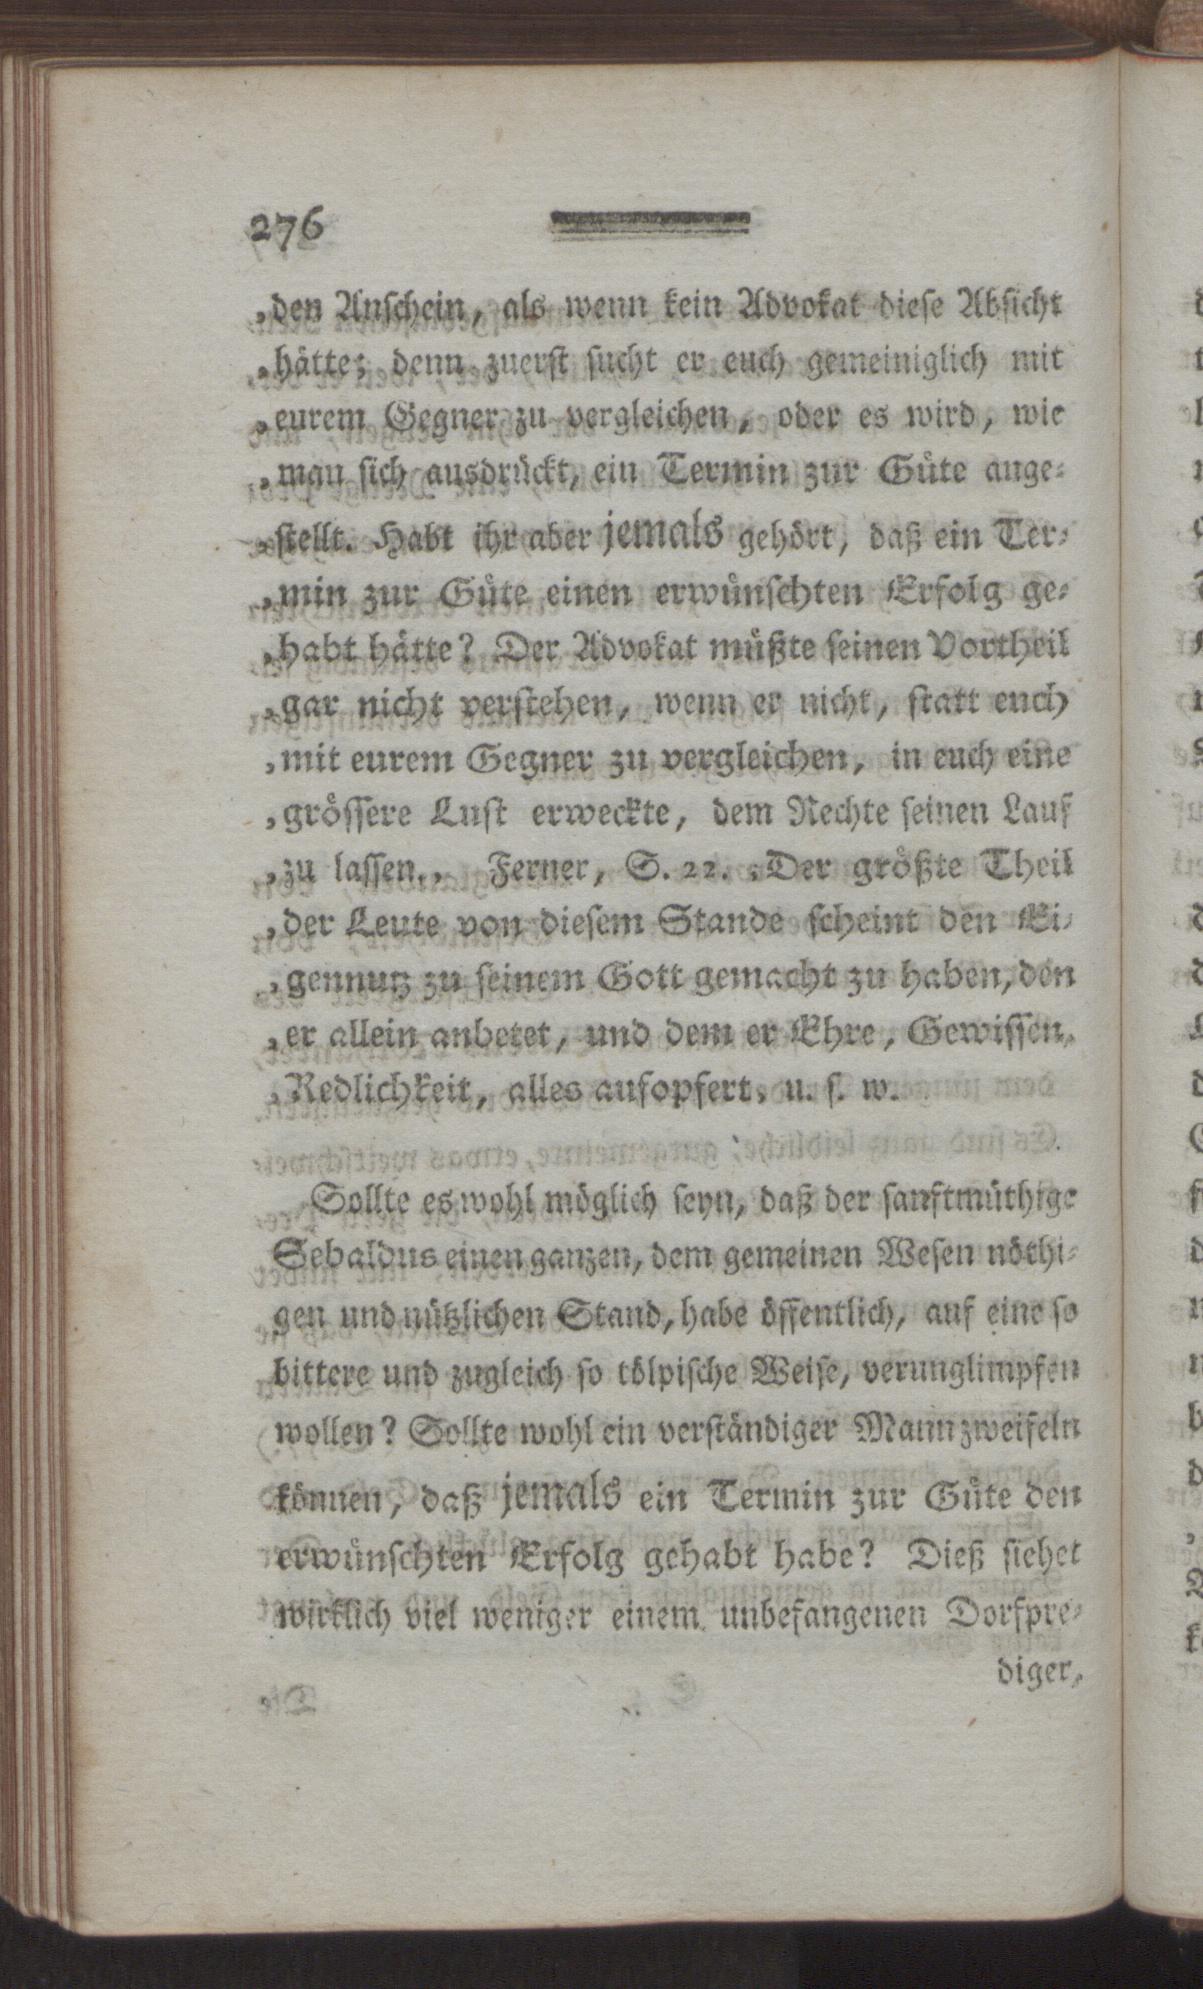 276
„den Anschein, als wenn kein Advokat diese Absicht
„hätte; denn zuerst sucht er euch gemeiniglich mit
„eurem Gegner zu vergleichen, oder es wird, wie
„man sich ausdrückt, ein Termin zur Güte ange-
„stellt. Habt ihr aber jemals gehört, daß ein Ter-
„min zur Güte einen erwünschten Erfolg ge-
„habt hätte? Der Advokat müßte seinen Vortheil
„gar nicht verstehen, wenn er nicht, statt euch
„mit eurem Gegner zu vergleichen, in euch eine
„grössere Lust erweckte, dem Rechte seinen Lauf
„zu lassen.„ Ferner, S. 22. „Der größte Theil
„der Leute von diesem Stande scheint den Ei-
„gennutz zu seinem Gott gemacht zu haben, den
„er allein anbetet, und dem er Ehre, Gewissen,
„Redlichkeit, alles aufopfert, u. s. w.
Sollte es wohl möglich seyn, daß der sanftmüthige
Sebaldus einen ganzen, dem gemeinen Wesen nöthi-
gen und nützlichen Stand, habe öffentlich, auf eine so
bittere und zugleich so tölpische Weise, verunglimpfen
wollen? Sollte wohl ein verständiger Mann zweifeln
können, daß jemals ein Termin zur Güte den
erwünschten Erfolg gehabt habe? Dieß siehet
wirklich viel weniger einem unbefangenen Dorfpre-
diger,